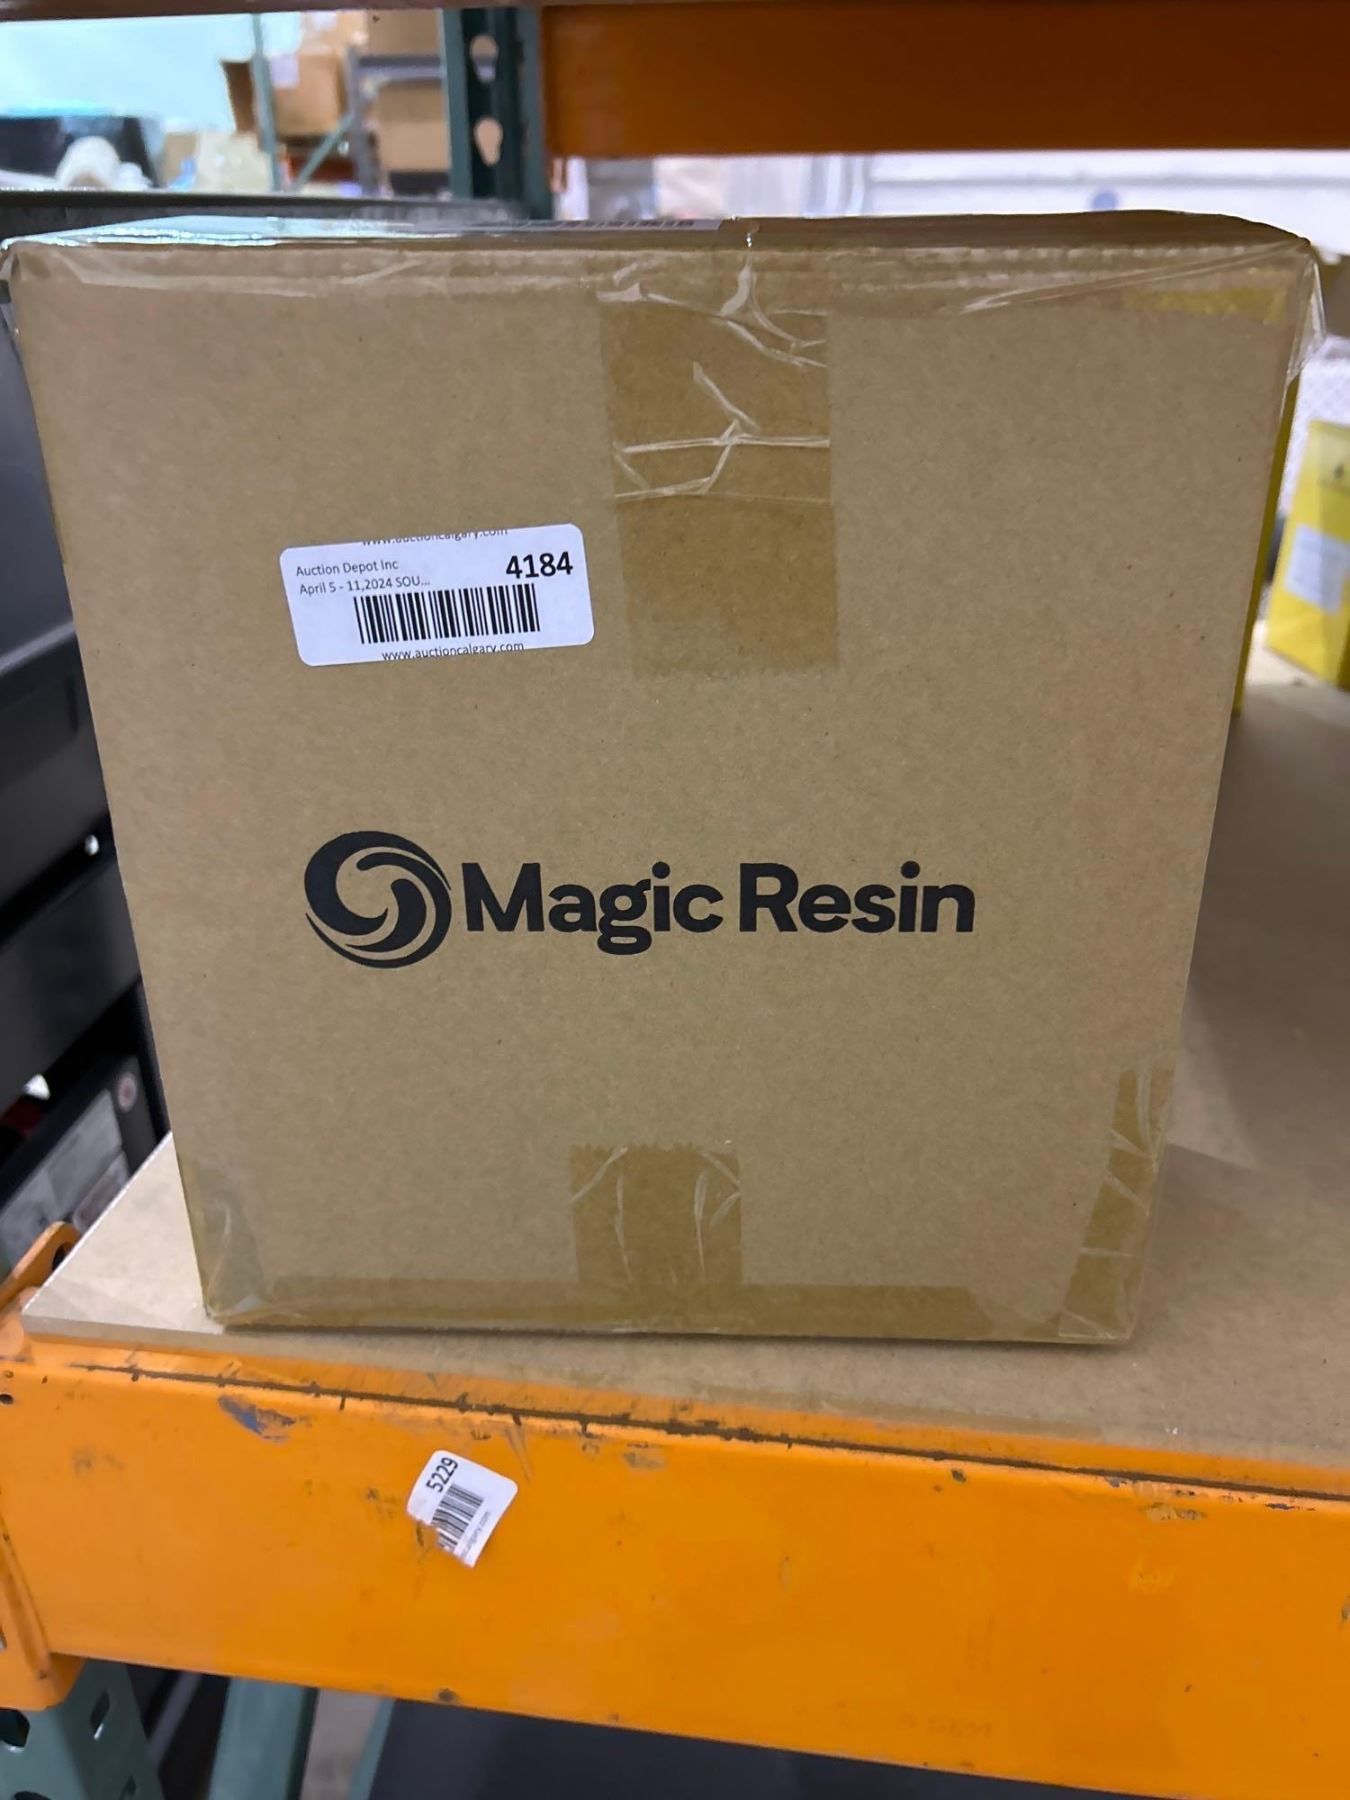 www.auctioncalgary.com
Auction Depot Inc
4184
April 5 - 11,2024 SOU...
www.auctioncalgary.com
Magic Resin
5229